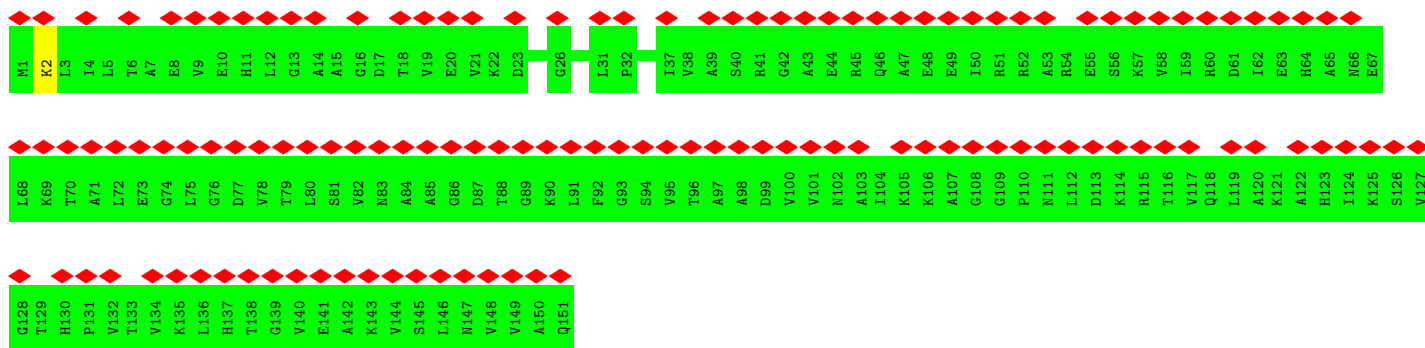 M1 K2 L3 I4 L5 T6 A7 E8 V9 E10 H11 L12 G13 A14 A15 G16 D17 T18 V19 E20 V21 K22 D23 G26 L31 P32 I37 V38 A39 S40 R41 G42 A43 E44 R45 Q46 A47 E48 E49 I50 R51 R52 A53 R54 E55 S56 K57 V58 I59 R60 D61 I62 E63 H64 A65 N66 E67
L68 K69 T70 A71 L72 E73 G74 L75 G76 D77 V78 T79 L80 S81 V82 N83 A84 A85 G86 D87 T88 G89 K90 L91 F92 G93 S94 V95 T96 A97 A98 D99 V100 V101 N102 A103 I104 K105 K106 A107 G108 G109 P110 N111 L112 D113 K114 R115 T116 V117 Q118 L119 A120 K121 A122 H123 I124 K125 S126 V127
G128 T129 H130 P131 V132 T133 V134 K135 L136 H137 T138 G139 V140 E141 A142 K143 V144 S145 L146 N147 V148 V149 A150 Q151